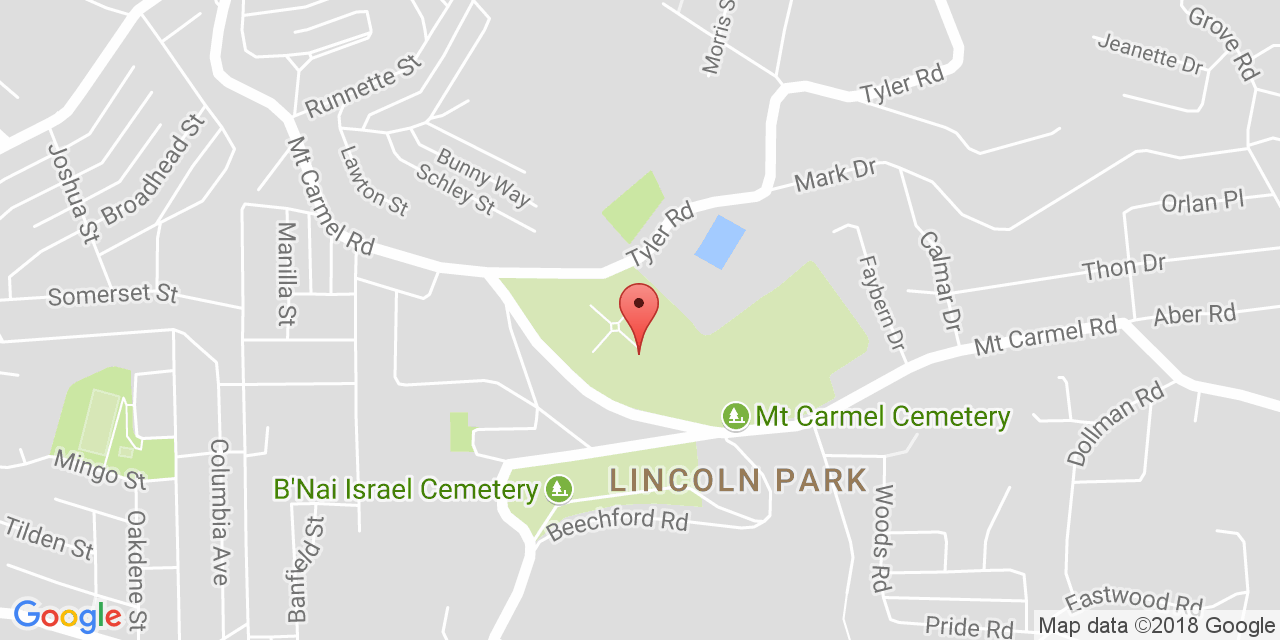 Morris S
Grove Rd
Jeanette Dr
Tyler Rd
Runnette St
Broadhead St
Joshua St
Mt Carmel Rd
Lawton St
Bunny Way
Schley St
Mark Dr
Orlan Pl
Tyler Rd
Manilla St
Calmar Dr
Faybern Dr
Thon Dr
Somerset St
Aber Rd
Mt Carmel Rd
Mt Carmel Cemetery
Dollman Rd
Mingo St
Columbia Ave
B'Nai Israel Cemetery
LINCOLN PARK
Beechford Rd
Woods Rd
Tilden St
Oakdene St
Banfield St
Eastwood Rd
Pride Rd
Google
Map data ©2018 Google